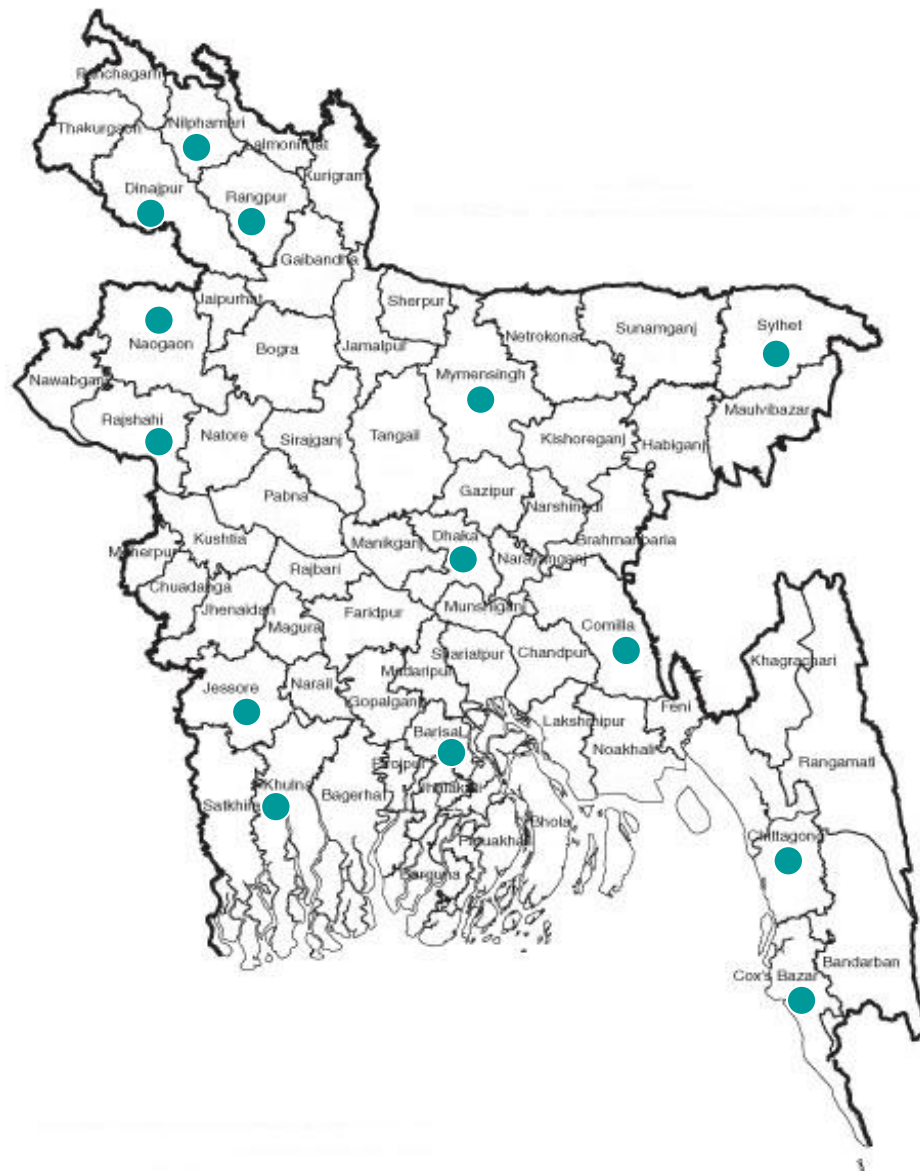 Panchagarh
Thakurgaon
Nilphamari
Lalmonirhat
Kurigram
Dinajpur
Rangpur
Gaibandha
Jaipurhat
Sherpur
Naogaon
Bogra
Jamalpur
Netrokona
Sunamganj
Sylhet
Nawabganj
Mymensingh
Rajshahi
Natore
Sirajganj
Tangail
Kishoreganj
Habiganj
Maulvibazar
Pabna
Gazipur
Narshingdi
Kushtia
Manikganj
Dhaka
Narayanganj
Brahmanbaria
Meherpur
Rajbari
Chuadanga
Jhenaidah
Magura
Faridpur
Munshiganj
Comilla
Shariatpur
Chandpur
Madaripur
Khagrachari
Jessore
Narail
Gopalganj
Barisal
Lakshmipur
Feni
Noakhali
Rangamati
Satkhira
Khulna
Bagerhat
Pirojpur
Jhalakati
Bhola
Patuakhali
Barguna
Chittagong
Cox's Bazar
Bandarban